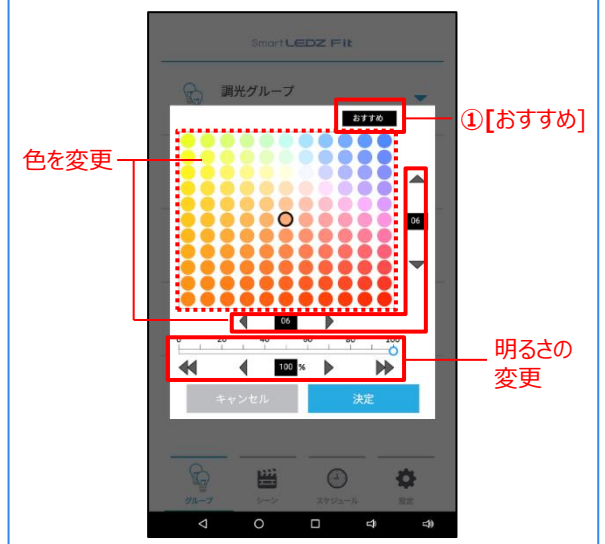 Smart LEDZ Fit
調光グループ
おすすめ
①[おすすめ]
色を変更
06
06
0 20 40 60 80 100
100 %
明るさの
変更
キャンセル
決定
グループ
シーン
スケジュール
設定